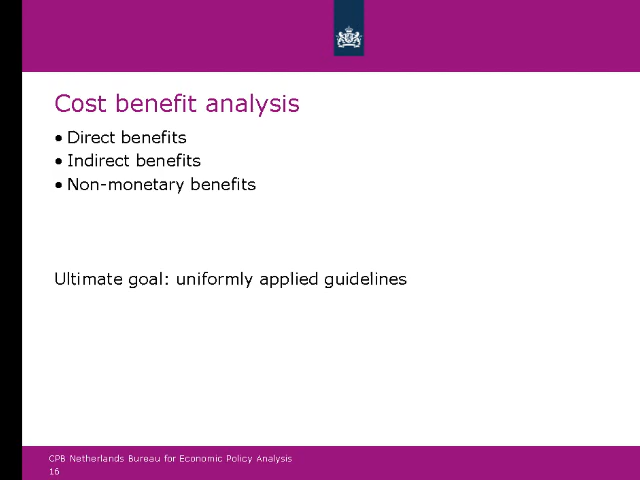 Cost benefit analysis
• Direct benefits
• Indirect benefits
• Non-monetary benefits
Ultimate goal: uniformly applied guidelines
CPB Netherlands Bureau for Economic Policy Analysis
16